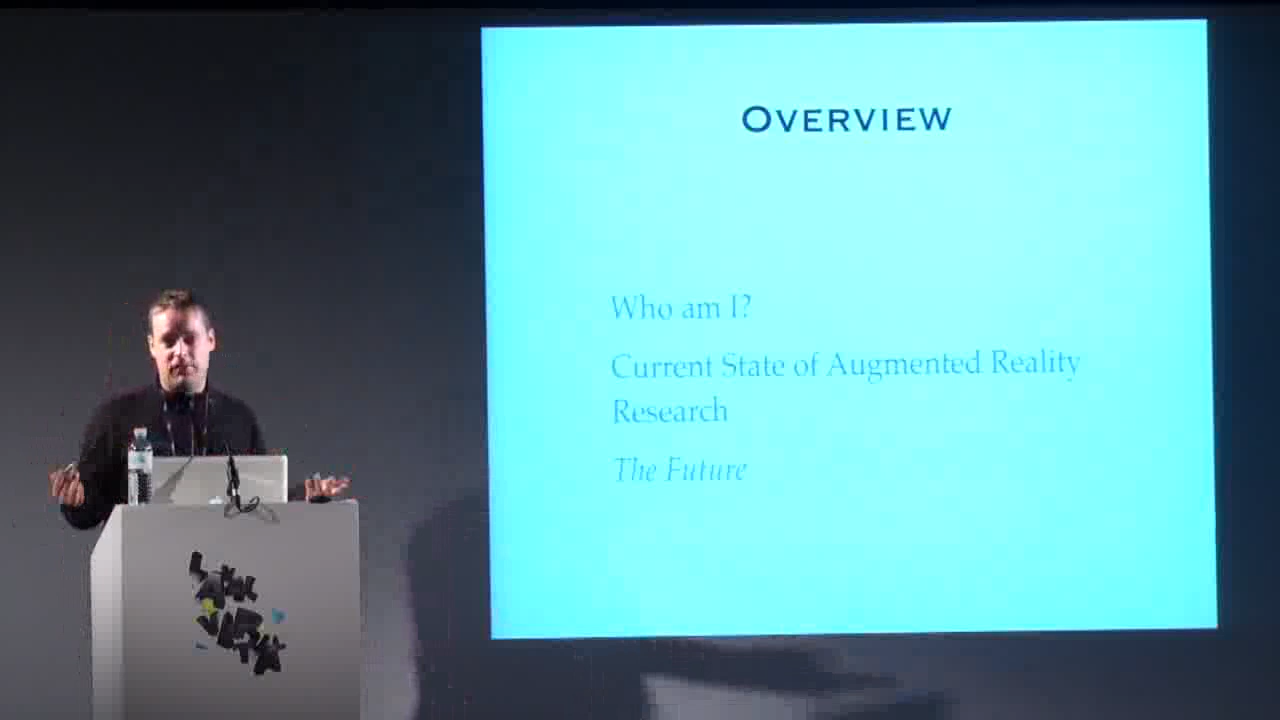 OVERVIEW
Who am I?
Current State of Augmented Reality
Research
The Future